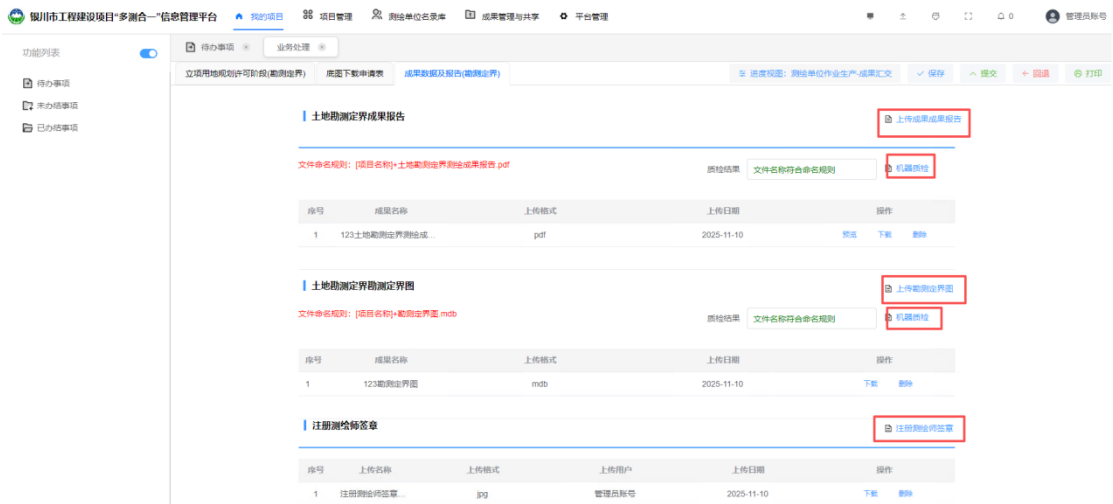 银川市工程建设项目“多测合一”信息管理平台 我的项目 项目管理 测绘单位名录库 成果管理与共享 平台管理 0 管理员账号
功能列表 待办事项 业务处理
立项用地规划许可阶段(勘测定界) 底图下载申请表 成果数据及报告(勘测定界) 进度视图：测绘单位作业生产-成果汇交 保存 提交 回退 打印
待办事项
未办结事项
已办结事项
土地勘测定界成果报告 上传成果成果报告
文件命名规则：[项目名称]+土地勘测定界测绘成果报告.pdf 质检结果 文件名称符合命名规则 机器质检
序号 成果名称 上传格式 上传日期 操作
1 123土地勘测定界测绘成... pdf 2025-11-10 预览 下载 删除
土地勘测定界勘测定界图 上传勘测定界图
文件命名规则：[项目名称]+勘测定界图.mdb 质检结果 文件名称符合命名规则 机器质检
序号 成果名称 上传格式 上传日期 操作
1 123勘测定界图 mdb 2025-11-10 下载 删除
注册测绘师签章 注册测绘师签章
序号 上传名称 上传格式 上传用户 上传日期 操作
1 注册测绘师签章... jpg 管理员账号 2025-11-10 下载 删除